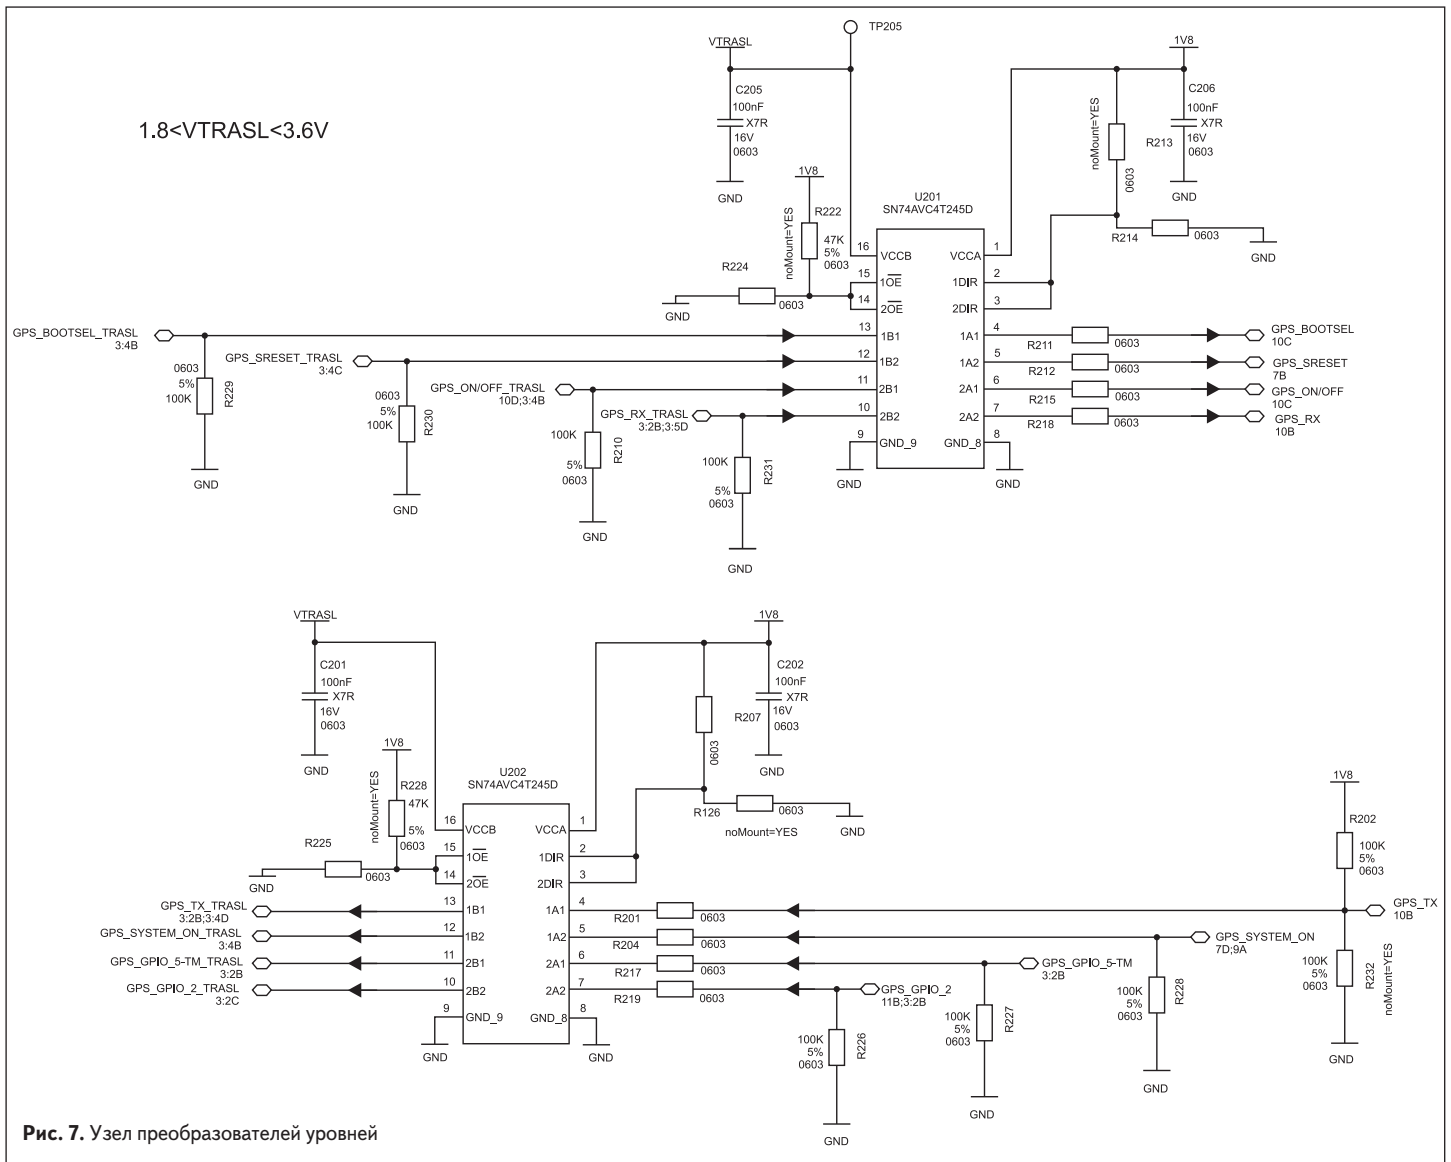 TP205
VTRASL
1V8
C205
100nF
X7R
16V
0603
GND
1.8<VTRASL<3.6V
noMount=YES
R213
0603
C206
100nF
X7R
16V
0603
GND
1V8
noMount=YES
R222
47K
5%
0603
U201
SN74AVC4T245D
R214
0603
GND
R224
0603
GND
16
VCCB
VCCA
1
15
1OE
1DIR
2
14
2OE
2DIR
3
13
1B1
1A1
4
12
1B2
1A2
5
11
2B1
2A1
6
10
2B2
2A2
7
9
GND_9
GND_8
8
GND
GND
GPS_BOOTSEL_TRASL
3:4B
GPS_SRESET_TRASL
3:4C
GPS_ON/OFF_TRASL
10D;3:4B
GPS_RX_TRASL
3:2B;3:5D
0603
5%
100K
R229
GND
0603
5%
100K
R230
GND
100K
5%
0603
R210
GND
100K
5%
0603
R231
GND
R211
0603
GPS_BOOTSEL
10C
R212
0603
GPS_SRESET
7B
R215
0603
GPS_ON/OFF
10C
R218
0603
GPS_RX
10B
VTRASL
C201
100nF
X7R
16V
0603
GND
1V8
R207
0603
C202
100nF
X7R
16V
0603
GND
1V8
noMount=YES
R228
47K
5%
0603
U202
SN74AVC4T245D
R126
0603
noMount=YES
GND
R225
0603
GND
16
VCCB
VCCA
1
15
1OE
1DIR
2
14
2OE
2DIR
3
13
1B1
1A1
4
12
1B2
1A2
5
11
2B1
2A1
6
10
2B2
2A2
7
9
GND_9
GND_8
8
GND
GND
GPS_TX_TRASL
3:2B;3:4D
GPS_SYSTEM_ON_TRASL
3:4B
GPS_GPIO_5-TM_TRASL
3:2B
GPS_GPIO_2_TRASL
3:2C
R201
0603
R204
0603
R217
0603
R219
0603
1V8
R202
100K
5%
0603
GPS_TX
10B
GPS_SYSTEM_ON
7D;9A
GPS_GPIO_5-TM
3:2B
GPS_GPIO_2
11B;3:2B
100K
5%
0603
R226
GND
100K
5%
0603
R227
GND
100K
5%
0603
R228
GND
100K
5%
0603
R232
noMount=YES
GND
Рис. 7. Узел преобразователей уровней